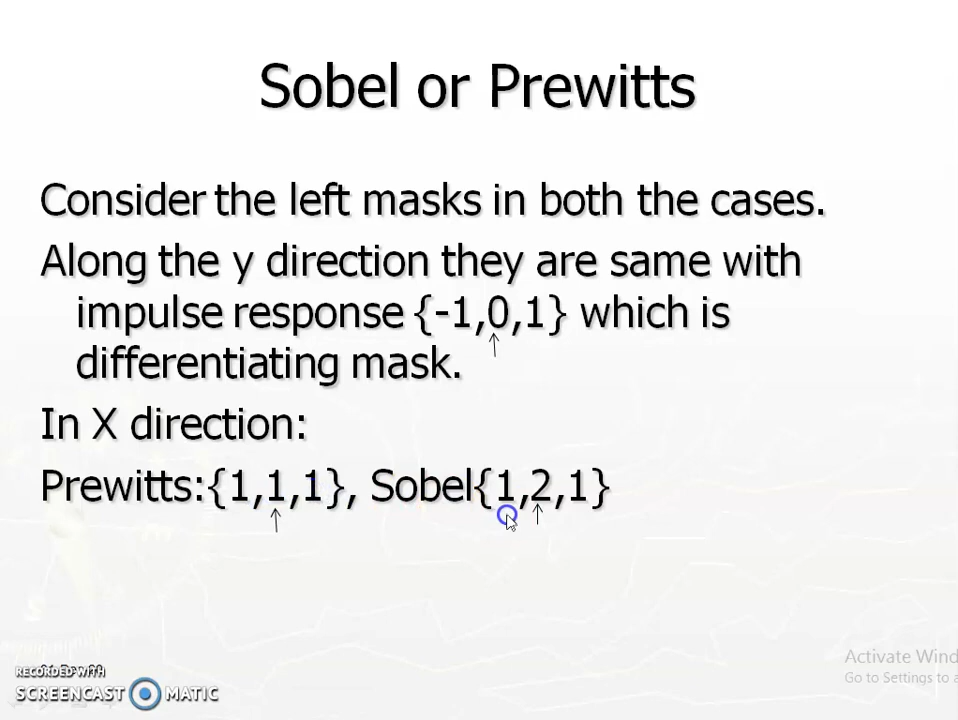 Sobel or Prewitts
Consider the left masks in both the cases.
Along the y direction they are same with
impulse response {-1,0,1} which is
differentiating mask.
In X direction:
Prewitts:{1,1,1}, Sobel{1,2,1}
Activate Wind
Go to Settings to a
RECORDED WITH
SCREENCAST MATIC